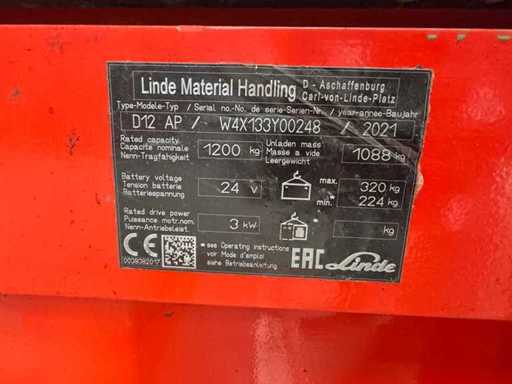 Linde Material Handling D - Aschaffenburg
Carl-von-Linde-Platz
Type-Modele-Typ / Serial no.-No. de serie-Serien-Nr. / year-annee-Baujahr
D12 AP / W4X133Y00248 / 2021
Rated capacity
Capacite nominale
Nenn-Tragfähigkeit
1200 kg
Unladen mass
Masse a vide
Leergewicht
1088 kg
Battery voltage
Tension batterie
Batteriespannung
24 V
max. 320 kg
min. 224 kg
Rated drive power
Puissance motr.nom.
Nenn-Antriebsleist.
3 kW
kg
* see Operating instructions
voir Mode d'emploi
siehe Betriebsanleitung
CE
EAC Linde